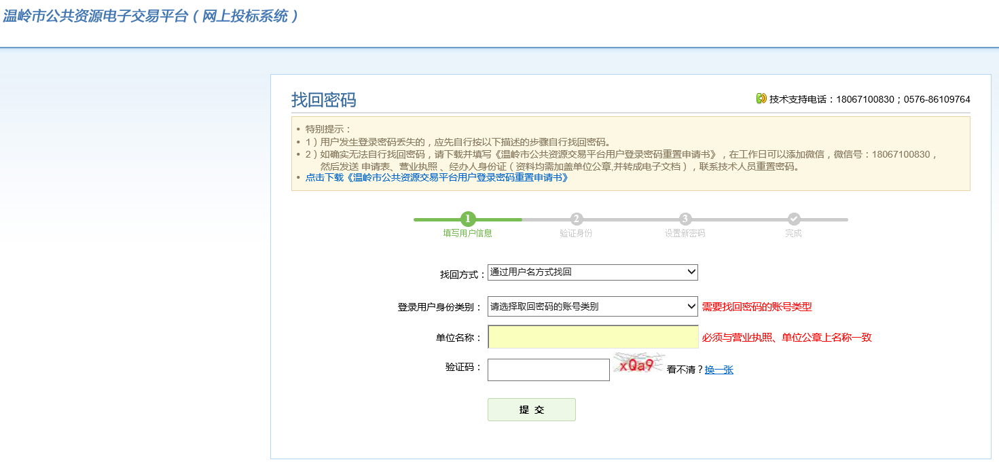 温岭市公共资源电子交易平台（网上投标系统）
找回密码
技术支持电话：18067100830；0576-86109764
• 特别提示：
• 1）用户发生登录密码丢失的，应先自行按以下描述的步骤自行找回密码。
• 2）如确实无法自行找回密码，请下载并填写《温岭市公共资源交易平台用户登录密码重置申请书》，在工作日可以添加微信，微信号：18067100830，
然后发送 申请表、营业执照 、经办人身份证（资料均需加盖单位公章,并转成电子文档），联系技术人员重置密码。
• 点击下载《温岭市公共资源交易平台用户登录密码重置申请书》
1 2 3
填写用户信息 验证身份 设置新密码 完成
找回方式： 通过用户名方式找回
登录用户身份类别： 请选择取回密码的账号类别 需要找回密码的账号类型
单位名称： 必须与营业执照、单位公章上名称一致
验证码： xQa9 看不清？换一张
提 交